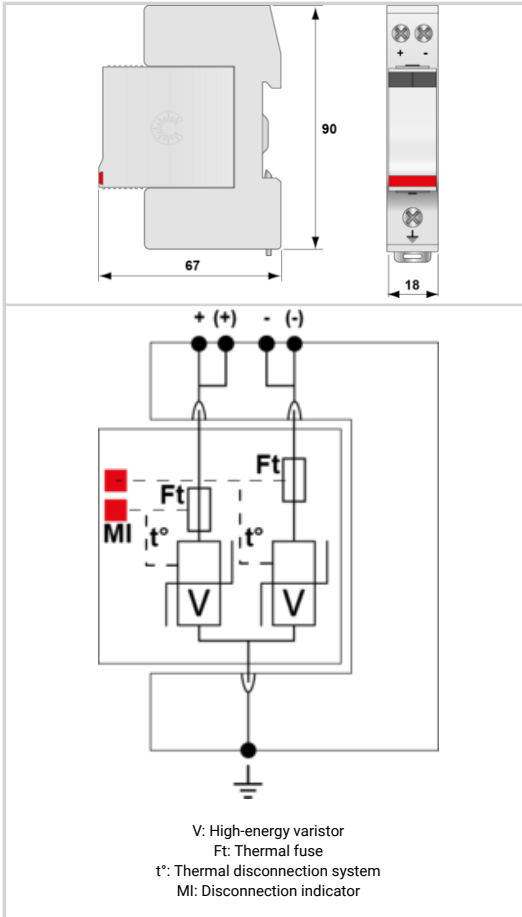 + -
90
67
18
+ (+) - (-)
-
Ft
Ft
MI
t°
t°
V
V
V: High-energy varistor
Ft: Thermal fuse
t°: Thermal disconnection system
MI: Disconnection indicator